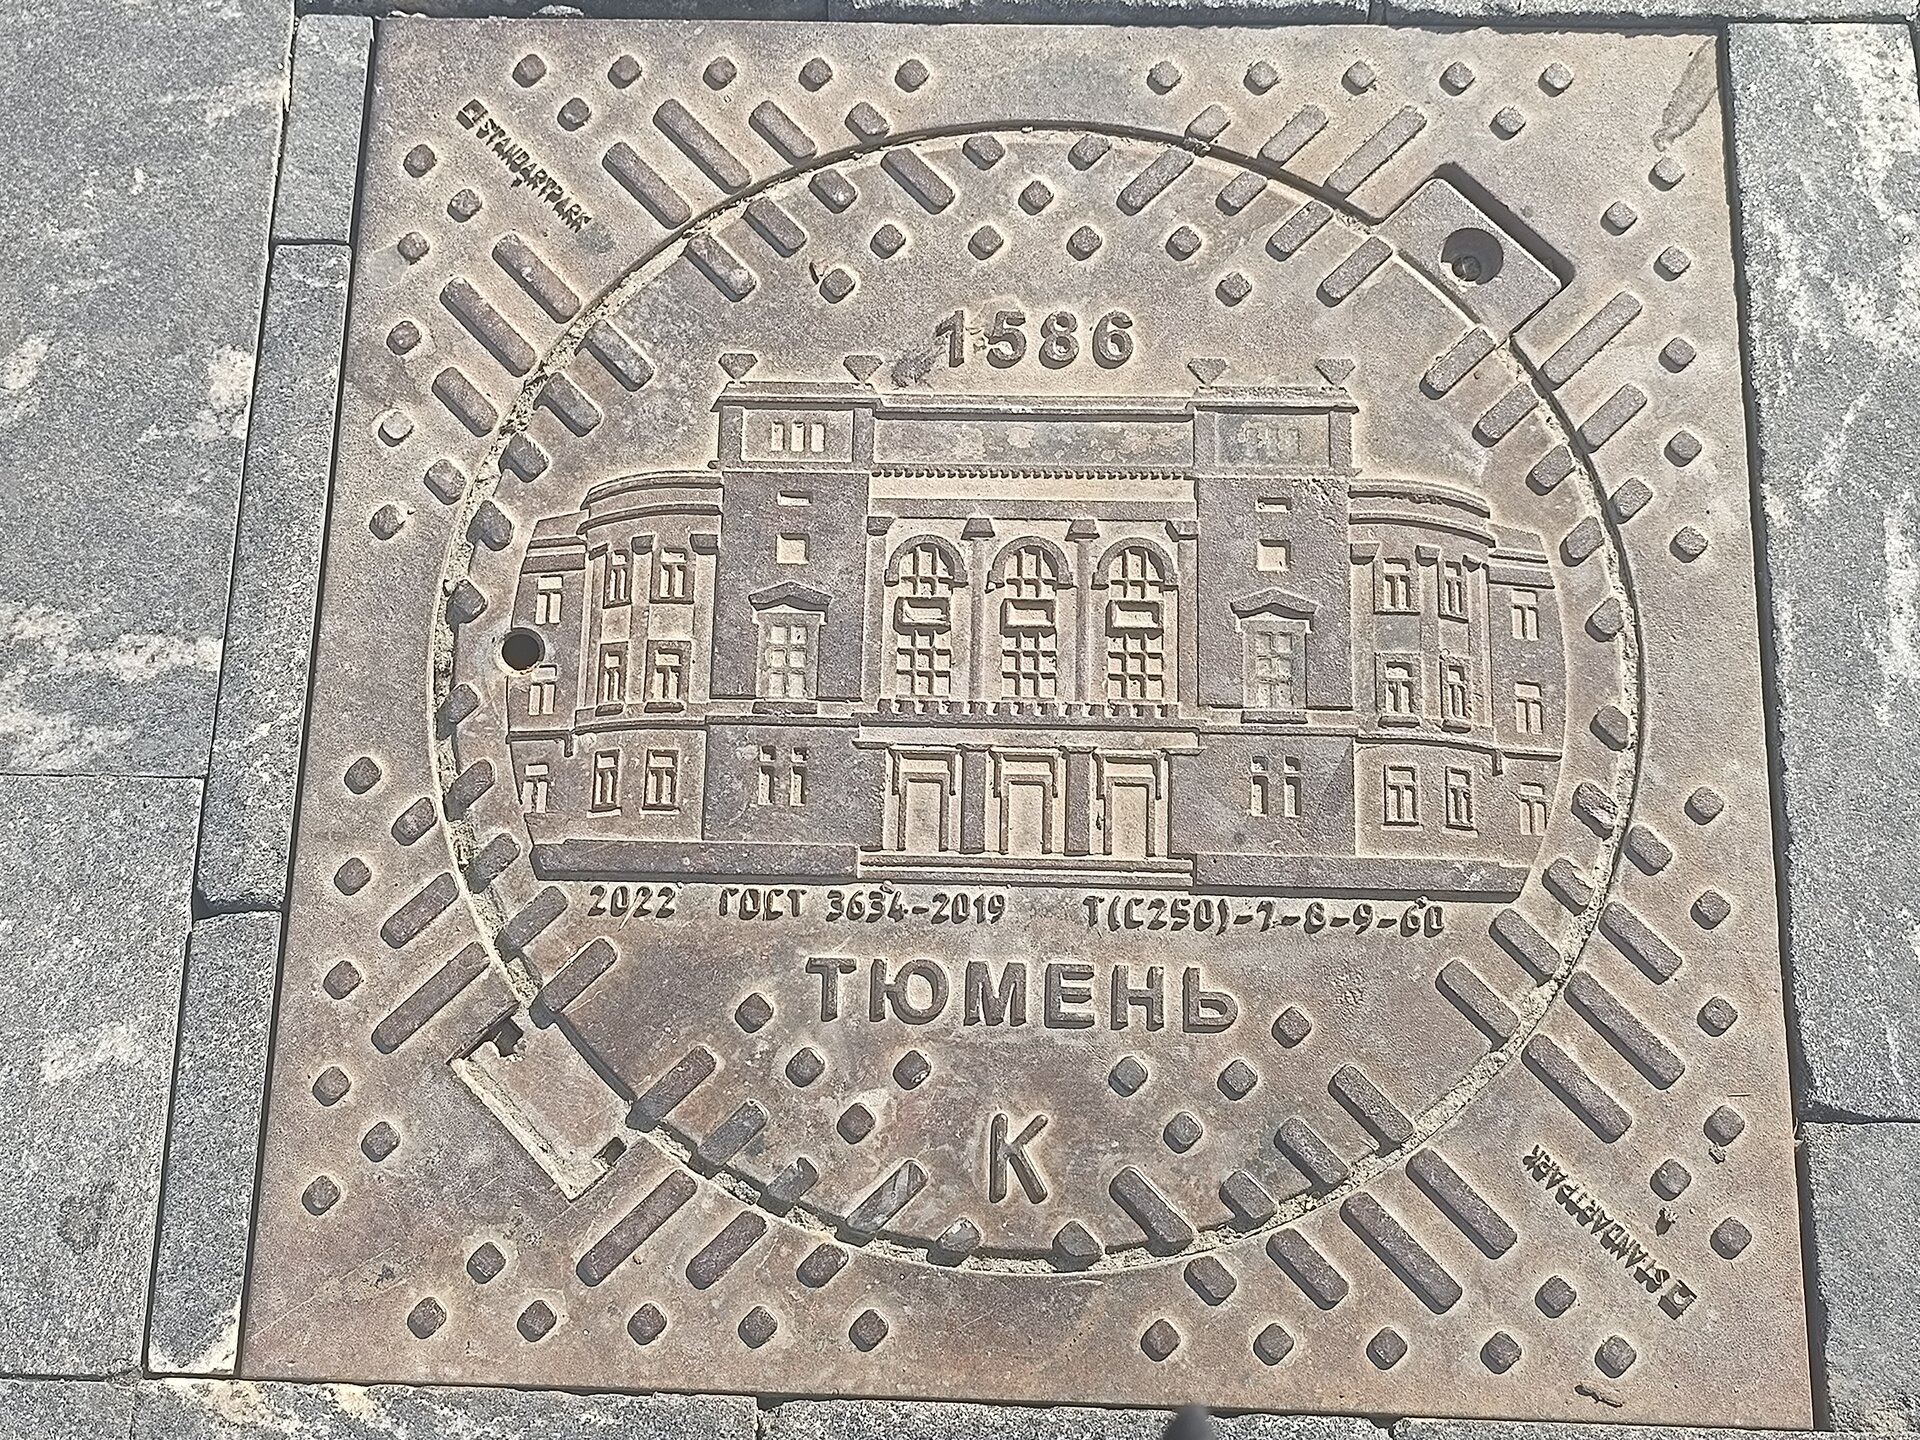 STANDARTPARK
1586
2022 ГОСТ 3634-2019 Т(С250)-7-8-9-60
ТЮМЕНЬ
К
STANDARTPARK